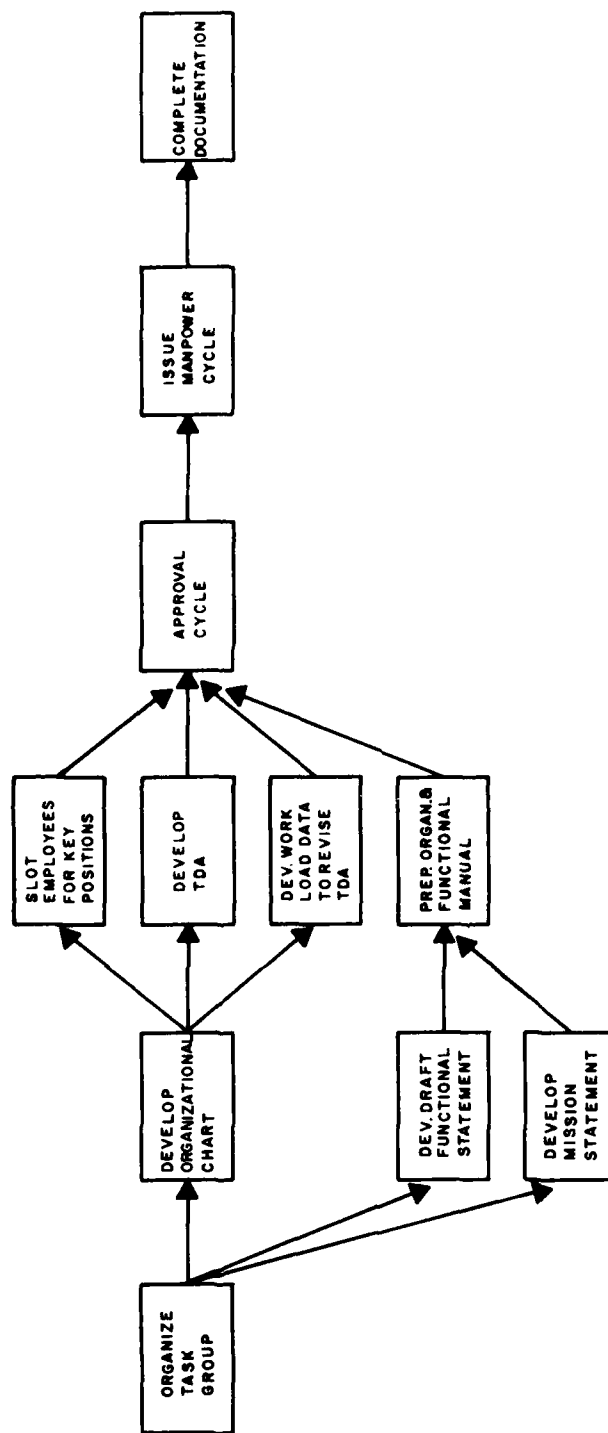 ORGANIZE
TASK
GROUP
DEVELOP
ORGANIZATIONAL
CHART
DEV. DRAFT
FUNCTIONAL
STATEMENT
DEVELOP
MISSION
STATEMENT
SLOT
EMPLOYEES
FOR KEY
POSITIONS
DEVELOP
TDA
DEV. WORK
LOAD DATA
TO REVISE
TDA
PREP. ORGAN. &
FUNCTIONAL
MANUAL
APPROVAL
CYCLE
ISSUE
MANPOWER
CYCLE
COMPLETE
DOCUMENTATION